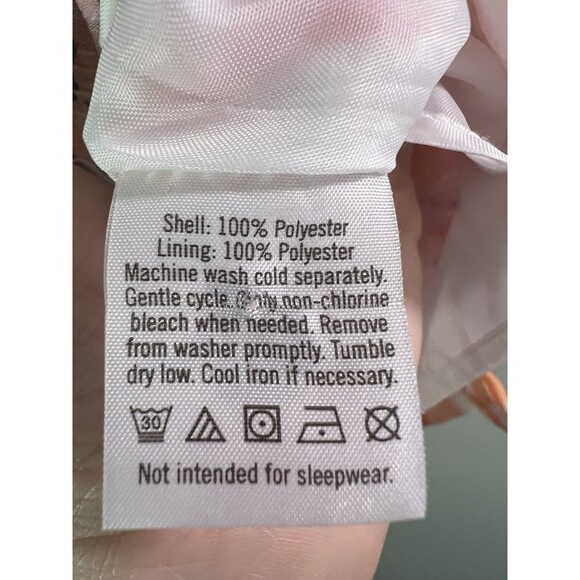 Shell: 100% Polyester
Lining: 100% Polyester
Machine wash cold separately.
Gentle cycle. Only non-chlorine
bleach when needed. Remove
from washer promptly. Tumble
dry low. Cool iron if necessary.
30
Not intended for sleepwear.